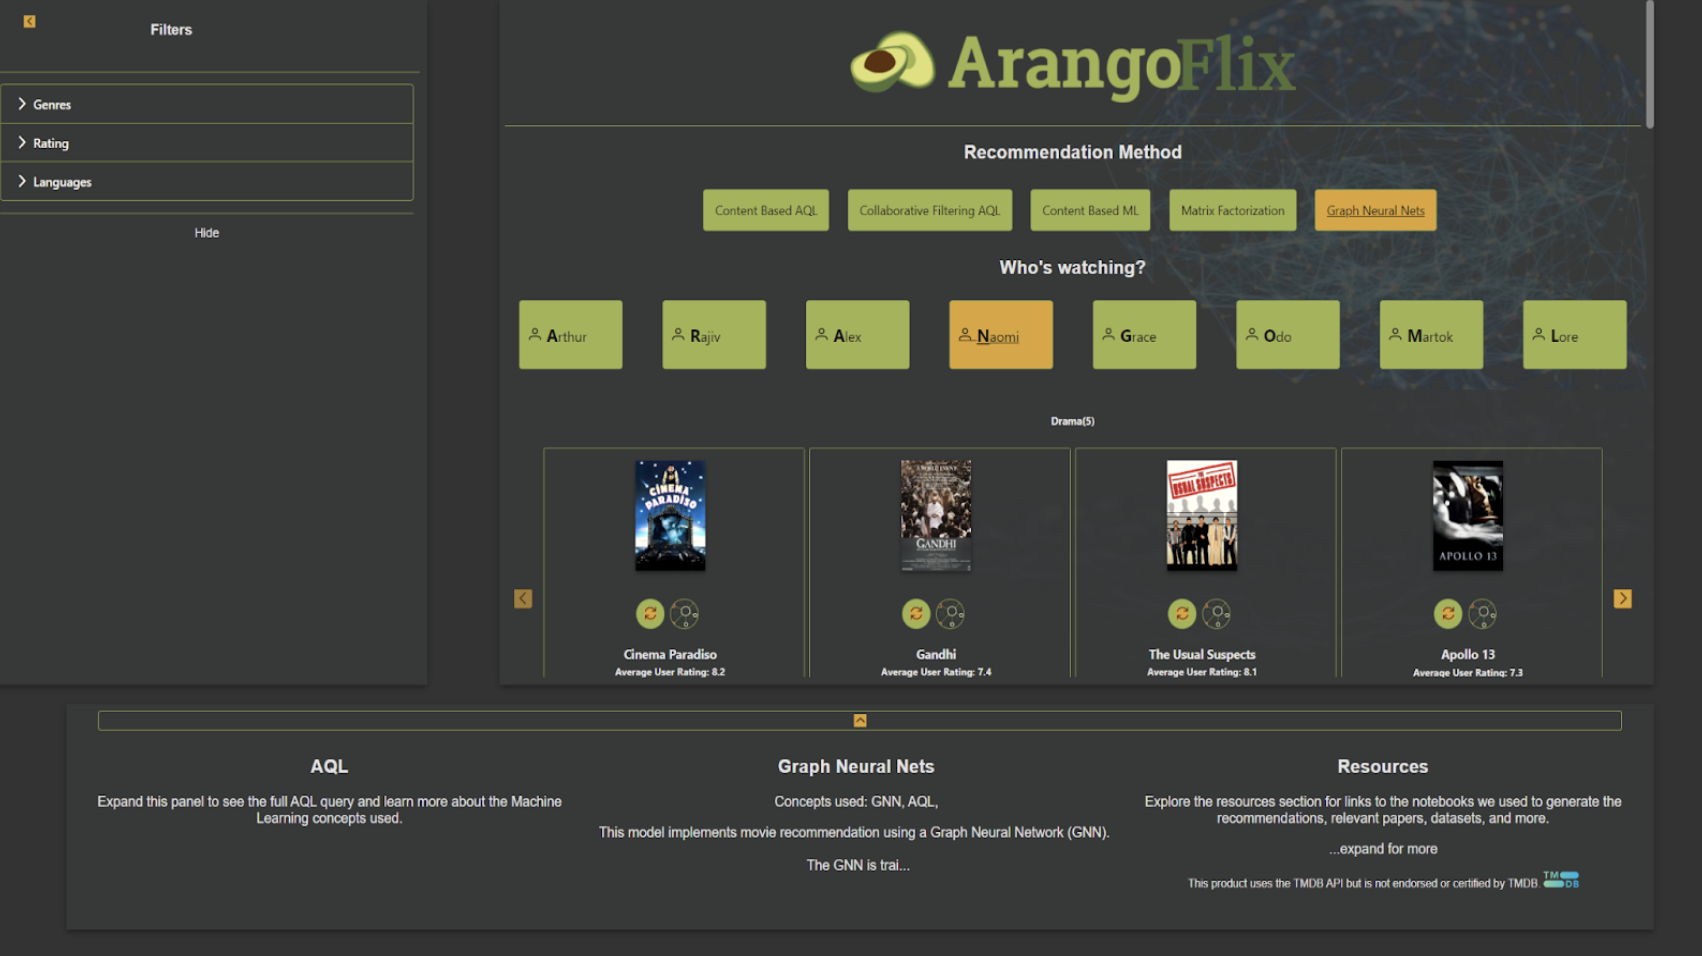 Filters
Genres
Rating
Languages
Hide
ArangoFlix
Recommendation Method
Content Based AQL
Collaborative Filtering AQL
Content Based ML
Matrix Factorization
Graph Neural Nets
Who's watching?
Arthur
Rajiv
Alex
Naomi
Grace
Odo
Martok
Lore
Drama(5)
CINEMA
PARADISO
GANDHI
THE
USUAL SUSPECTS
APOLLO 13
Cinema Paradiso
Average User Rating: 8.2
Gandhi
Average User Rating: 7.4
The Usual Suspects
Average User Rating: 8.1
Apollo 13
Average User Rating: 7.3
AQL
Expand this panel to see the full AQL query and learn more about the Machine
Learning concepts used.
Graph Neural Nets
Concepts used: GNN, AQL,
This model implements movie recommendation using a Graph Neural Network (GNN).
The GNN is trai...
Resources
Explore the resources section for links to the notebooks we used to generate the
recommendations, relevant papers, datasets, and more.
...expand for more
This product uses the TMDB API but is not endorsed or certified by TMDB.
TM
DB